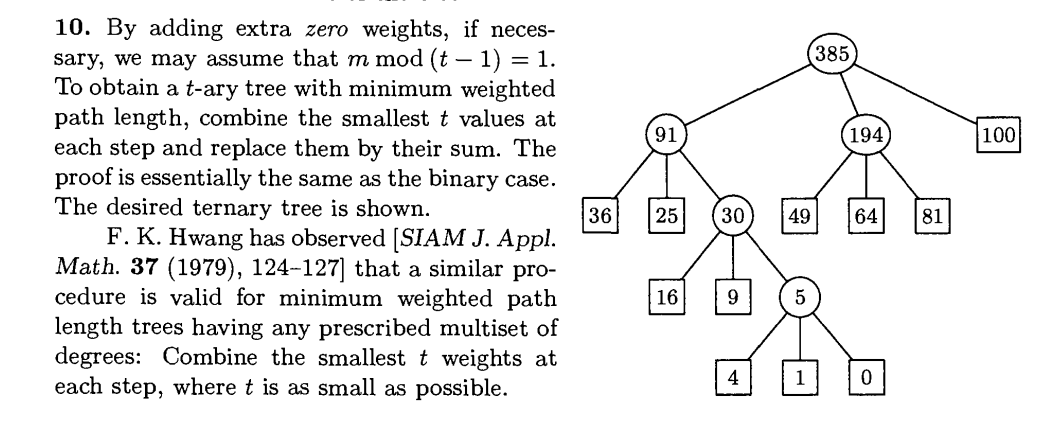 10. By adding extra zero weights, if neces-
sary, we may assume that m mod (t − 1) = 1.
To obtain a t-ary tree with minimum weighted
path length, combine the smallest t values at
each step and replace them by their sum. The
proof is essentially the same as the binary case.
The desired ternary tree is shown.
F. K. Hwang has observed [SIAM J. Appl.
Math. 37 (1979), 124–127] that a similar pro-
cedure is valid for minimum weighted path
length trees having any prescribed multiset of
degrees: Combine the smallest t weights at
each step, where t is as small as possible.
385
91 194 100
36 25 30 49 64 81
16 9 5
4 1 0